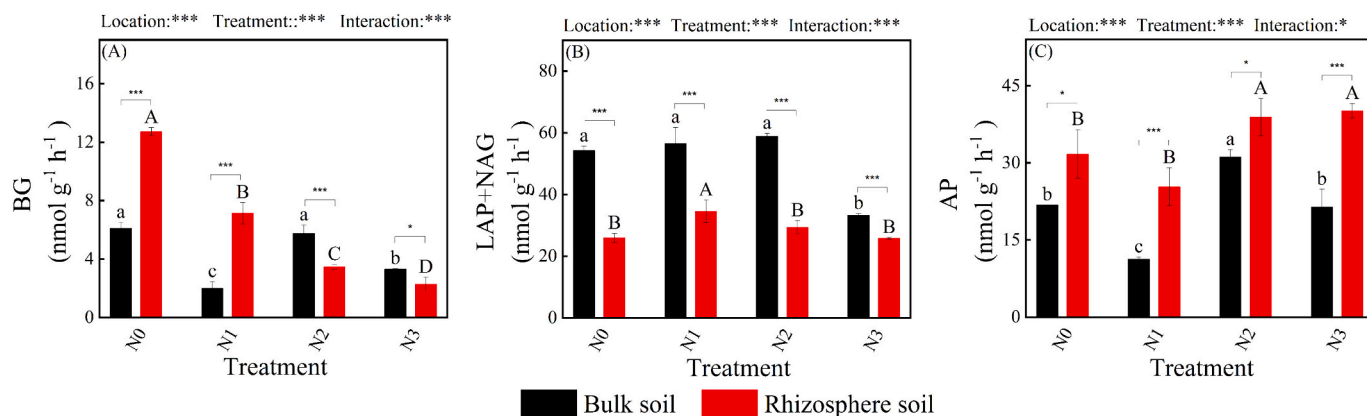 Location:*** Treatment::*** Interaction:***
(A)
BG
(nmol g⁻¹ h⁻¹)
16
12
8
4
0
***
a
A
***
c
B
***
a
C
*
b
D
N0
N1
N2
N3
Treatment
Location:*** Treatment:*** Interaction:***
(B)
LAP+NAG
(nmol g⁻¹ h⁻¹)
80
60
40
20
0
***
a
B
***
a
A
***
a
B
***
b
B
N0
N1
N2
N3
Treatment
Location:*** Treatment:*** Interaction:*
(C)
AP
(nmol g⁻¹ h⁻¹)
45
30
15
0
*
b
B
***
c
B
*
a
A
***
b
A
N0
N1
N2
N3
Treatment
Bulk soil Rhizosphere soil